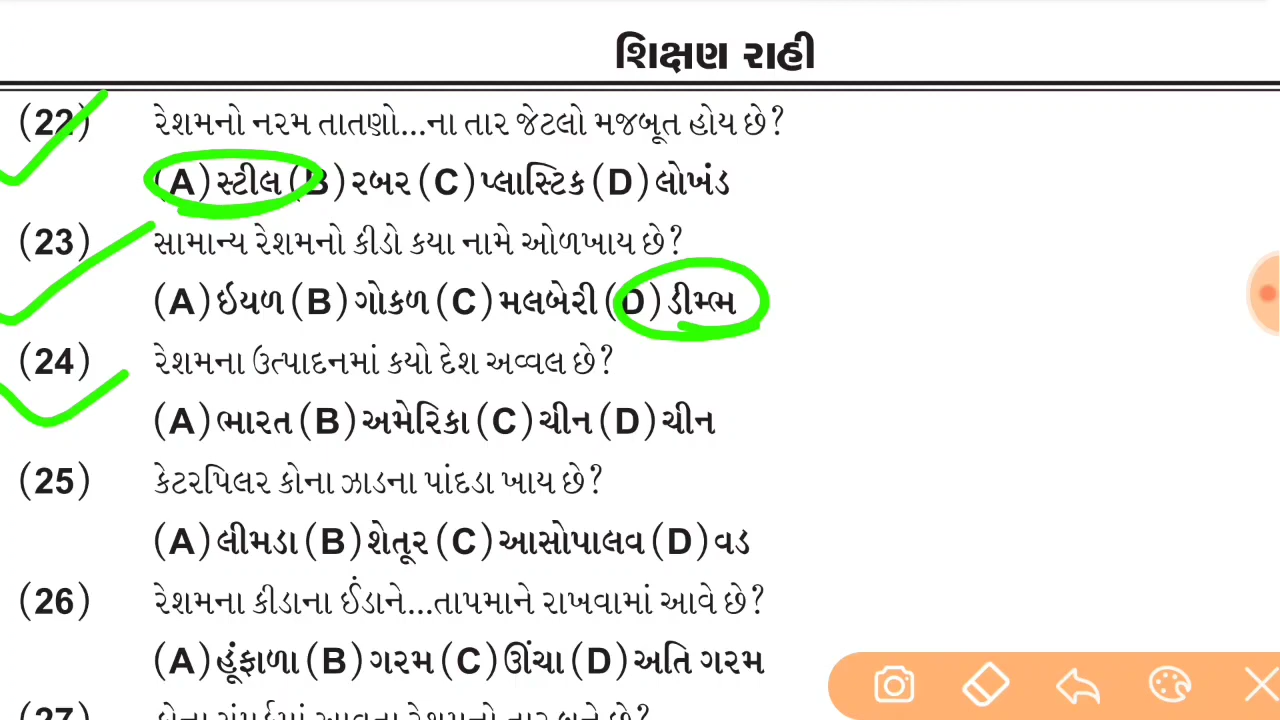 શિક્ષણ રાહી
(22) રેશમનો નરમ તાતણો...ના તાર જેટલો મજબૂત હોય છે?
(A) સ્ટીલ (B) રબર (C) પ્લાસ્ટિક (D) લોખંડ
(23) સામાન્ય રેશમનો કીડો કયા નામે ઓળખાય છે?
(A) ઇયળ (B) ગોકળ (C) મલબેરી (D) ડીમ્ભ
(24) રેશમના ઉત્પાદનમાં કયો દેશ અવ્વલ છે?
(A) ભારત (B) અમેરિકા (C) ચીન (D) ચીન
(25) કેટરપિલર કોના ઝાડના પાંદડા ખાય છે?
(A) લીમડા (B) શેતૂર (C) આસોપાલવ (D) વડ
(26) રેશમના કીડાના ઈંડાને...તાપમાને રાખવામાં આવે છે?
(A) હૂંફાળા (B) ગરમ (C) ઊંચા (D) અતિ ગરમ
(27)